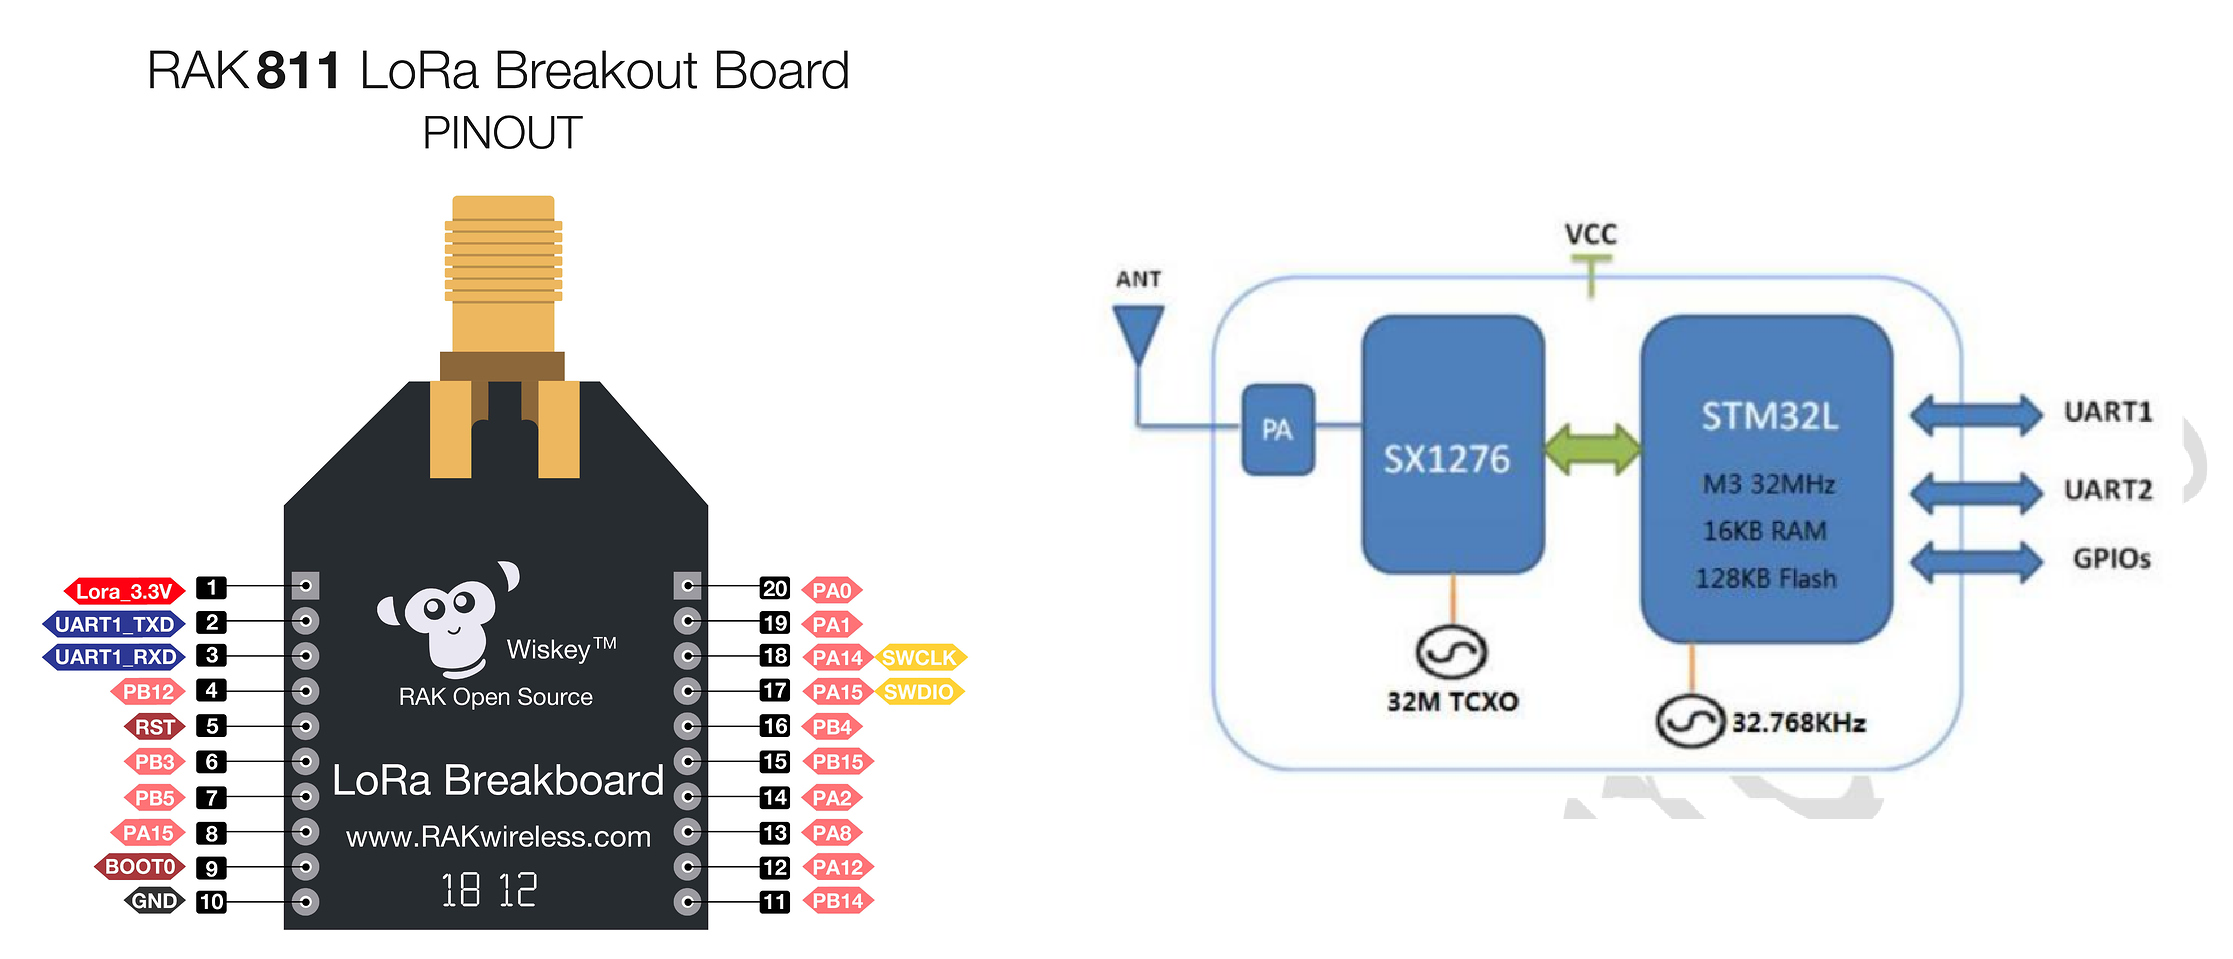 RAK811 LoRa Breakout Board
PINOUT
Lora_3.3V 1
UART1_TXD 2
UART1_RXD 3
PB12 4
RST 5
PB3 6
PB5 7
PA15 8
BOOT0 9
GND 10
Wiskey™
RAK Open Source
LoRa Breakboard
www.RAKwireless.com
18 12
20 PA0
19 PA1
18 PA14 SWCLK
17 PA15 SWDIO
16 PB4
15 PB15
14 PA2
13 PA8
12 PA12
11 PB14
VCC
ANT
PA
SX1276
32M TCXO
STM32L
M3 32MHz
16KB RAM
128KB Flash
32.768KHz
UART1
UART2
GPIOs